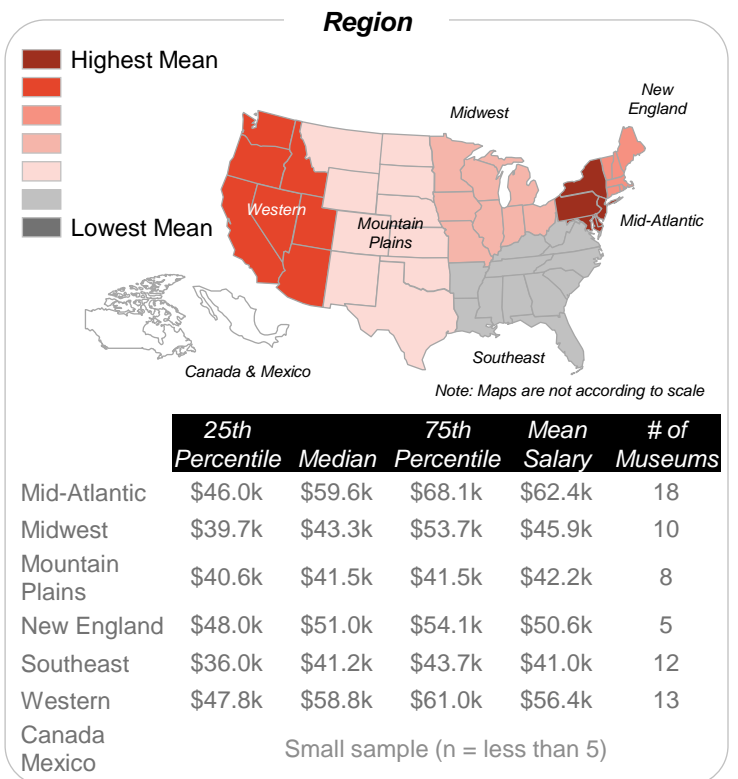 Region
Highest Mean
Lowest Mean
New
England
Midwest
Western
Mountain
Plains
Mid-Atlantic
Southeast
Canada & Mexico
Note: Maps are not according to scale
25th Percentile Median 75th Percentile Mean Salary # of Museums
Mid-Atlantic $46.0k $59.6k $68.1k $62.4k 18
Midwest $39.7k $43.3k $53.7k $45.9k 10
Mountain Plains $40.6k $41.5k $41.5k $42.2k 8
New England $48.0k $51.0k $54.1k $50.6k 5
Southeast $36.0k $41.2k $43.7k $41.0k 12
Western $47.8k $58.8k $61.0k $56.4k 13
Canada Mexico Small sample (n = less than 5)